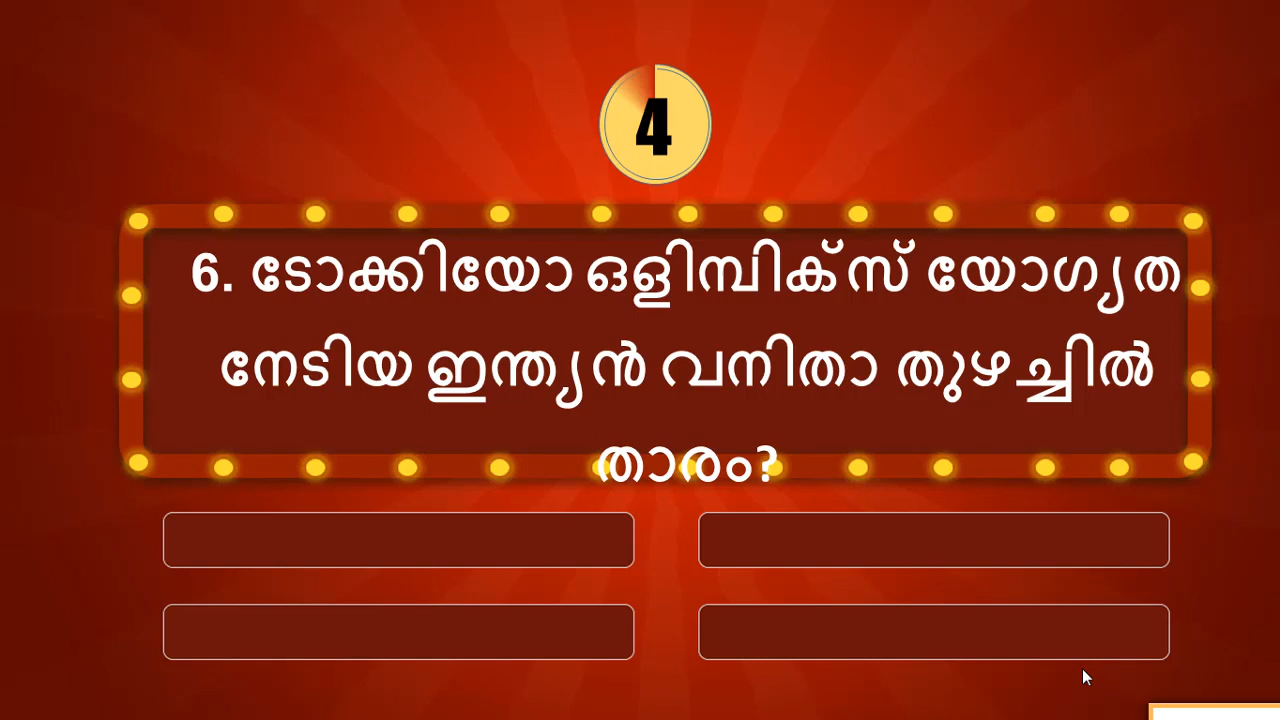 4
6. ടോക്കിയോ ഒളിമ്പിക്സ് യോഗ്യത
നേടിയ ഇന്ത്യൻ വനിതാ തുഴച്ചിൽ
താരം?